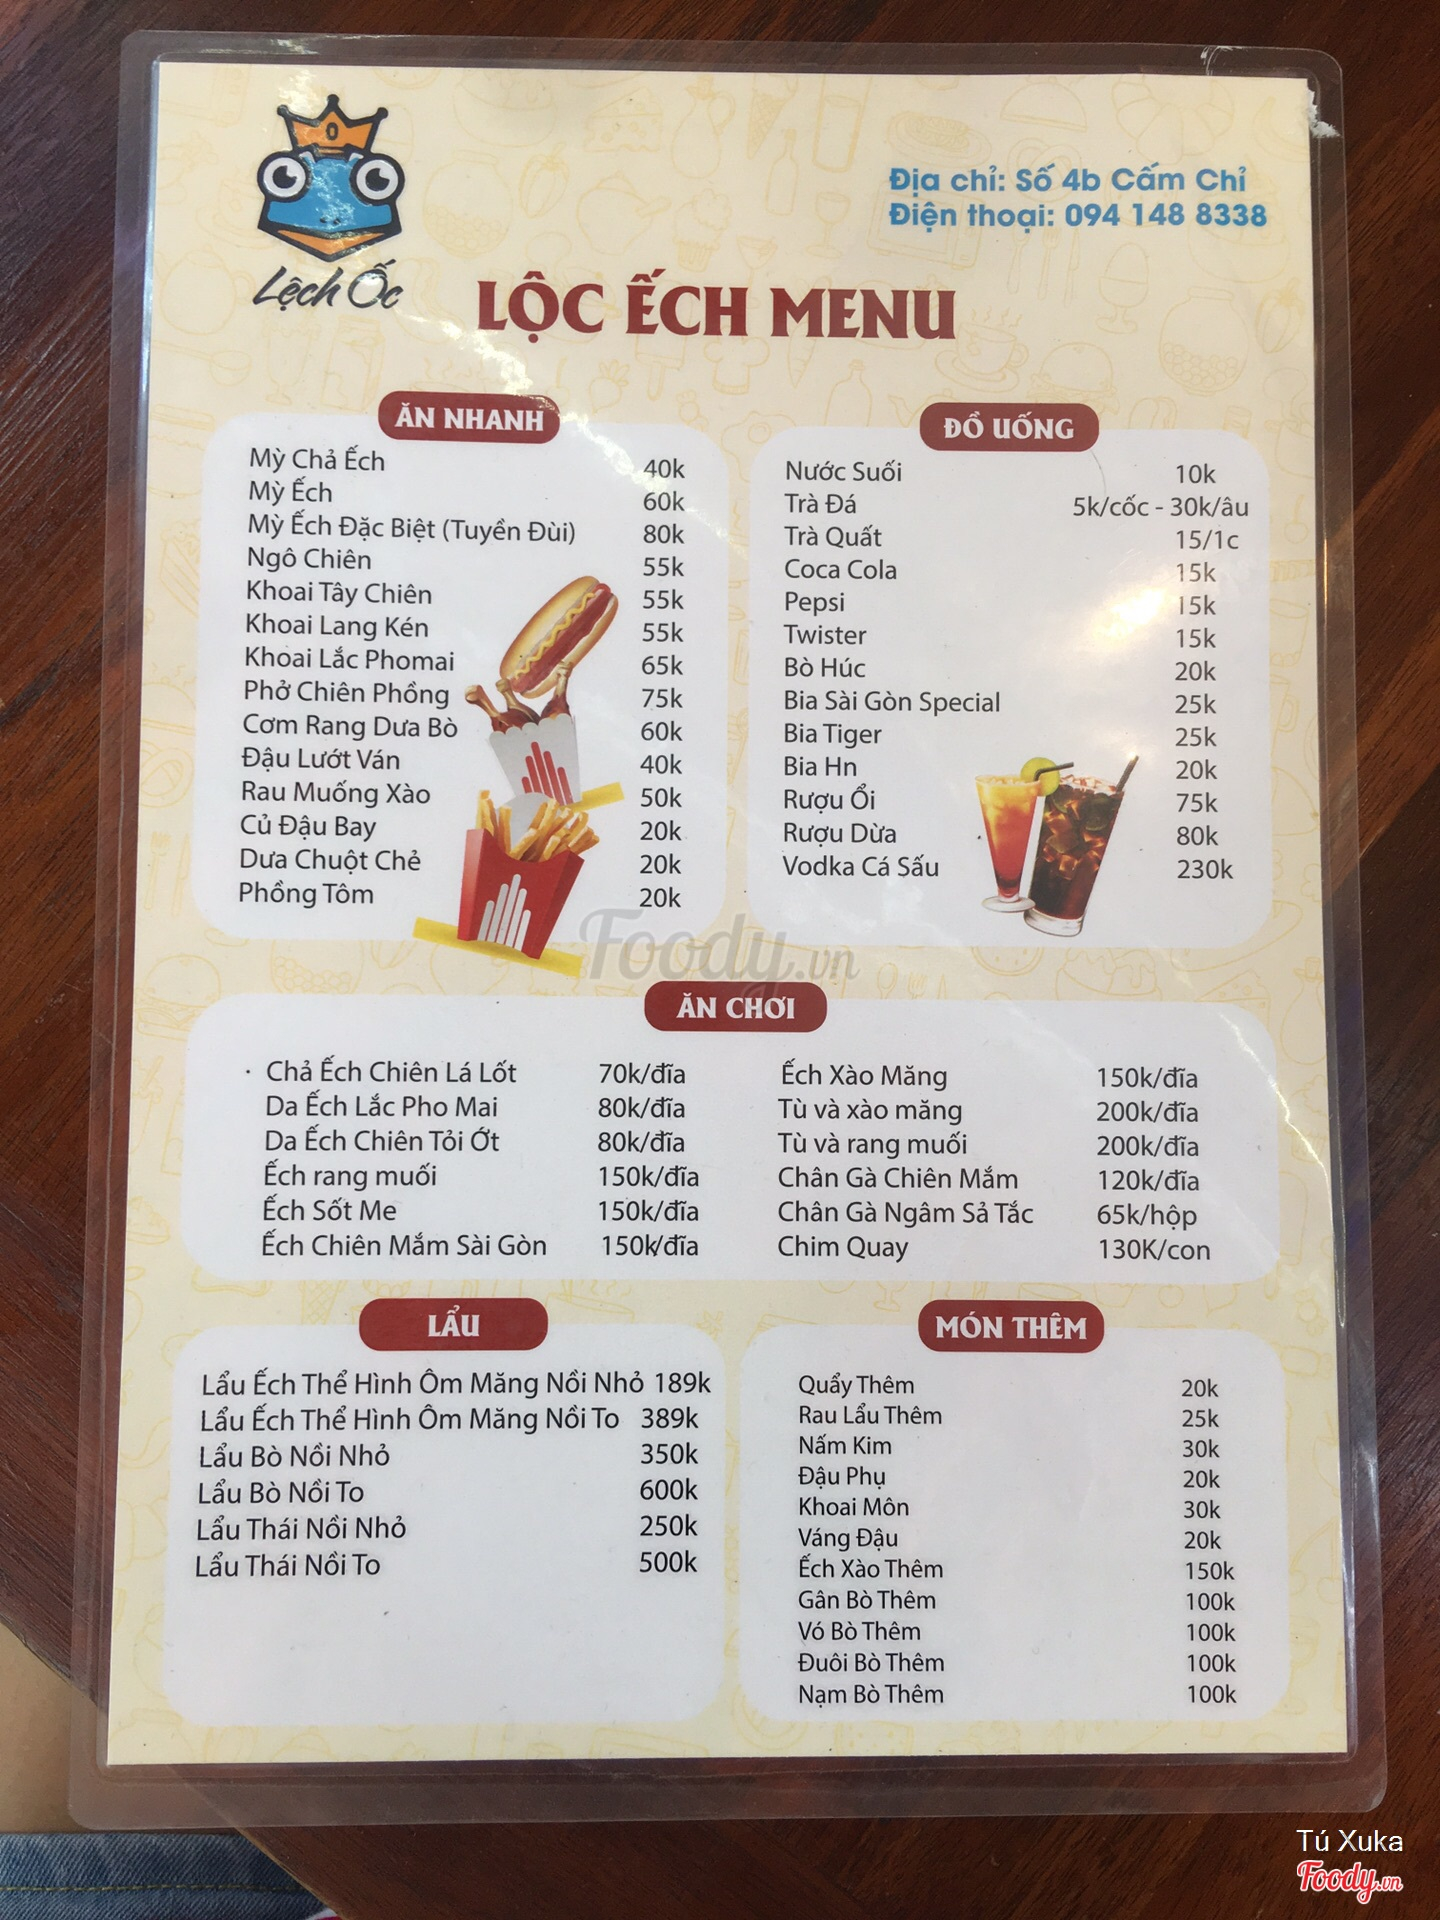 Lệch Ốc
Địa chỉ: Số 4b Cấm Chỉ
Điện thoại: 094 148 8338
LỘC ẾCH MENU
ĂN NHANH
Mỳ Chả Ếch 40k
Mỳ Ếch 60k
Mỳ Ếch Đặc Biệt (Tuyền Đùi) 80k
Ngô Chiên 55k
Khoai Tây Chiên 55k
Khoai Lang Kén 55k
Khoai Lắc Phomai 65k
Phở Chiên Phồng 75k
Cơm Rang Dưa Bò 60k
Đậu Lướt Ván 40k
Rau Muống Xào 50k
Củ Đậu Bay 20k
Dưa Chuột Chẻ 20k
Phồng Tôm 20k
ĐỒ UỐNG
Nước Suối 10k
Trà Đá 5k/cốc - 30k/âu
Trà Quất 15/1c
Coca Cola 15k
Pepsi 15k
Twister 15k
Bò Húc 20k
Bia Sài Gòn Special 25k
Bia Tiger 25k
Bia Hn 20k
Rượu Ổi 75k
Rượu Dừa 80k
Vodka Cá Sấu 230k
Foody.vn
ĂN CHƠI
· Chả Ếch Chiên Lá Lốt 70k/đĩa
Da Ếch Lắc Pho Mai 80k/đĩa
Da Ếch Chiên Tỏi Ớt 80k/đĩa
Ếch rang muối 150k/đĩa
Ếch Sốt Me 150k/đĩa
Ếch Chiên Mắm Sài Gòn 150k/đĩa
Ếch Xào Măng 150k/đĩa
Tù và xào măng 200k/đĩa
Tù và rang muối 200k/đĩa
Chân Gà Chiên Mắm 120k/đĩa
Chân Gà Ngâm Sả Tắc 65k/hộp
Chim Quay 130K/con
LẨU
Lẩu Ếch Thể Hình Ôm Măng Nồi Nhỏ 189k
Lẩu Ếch Thể Hình Ôm Măng Nồi To 389k
Lẩu Bò Nồi Nhỏ 350k
Lẩu Bò Nồi To 600k
Lẩu Thái Nồi Nhỏ 250k
Lẩu Thái Nồi To 500k
MÓN THÊM
Quẩy Thêm 20k
Rau Lẩu Thêm 25k
Nấm Kim 30k
Đậu Phụ 20k
Khoai Môn 30k
Váng Đậu 20k
Ếch Xào Thêm 150k
Gân Bò Thêm 100k
Vó Bò Thêm 100k
Đuôi Bò Thêm 100k
Nạm Bò Thêm 100k
Tú Xuka
Foody.vn